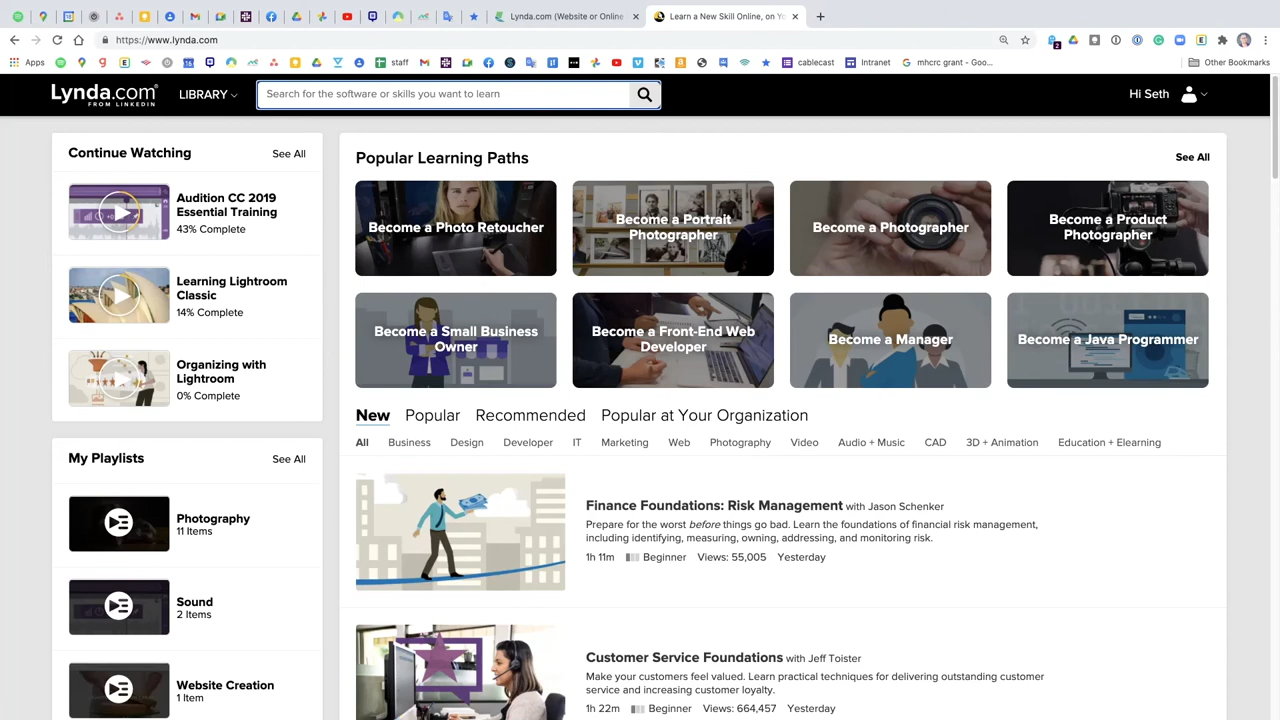 Lynda.com (Website or Online
Learn a New Skill Online, on Yo
https://www.lynda.com
2
Apps
staff
cablecast
Intranet
mhcrc grant - Goo...
Other Bookmarks
Lynda.com
FROM LINKEDIN
LIBRARY
Search for the software or skills you want to learn
Hi Seth
Continue Watching
See All
Audition CC 2019
Essential Training
43% Complete
Learning Lightroom
Classic
14% Complete
Organizing with
Lightroom
0% Complete
My Playlists
See All
Photography
11 Items
Sound
2 Items
Website Creation
1 Item
Popular Learning Paths
See All
Become a Photo Retoucher
Become a Portrait
Photographer
Become a Photographer
Become a Product
Photographer
Become a Small Business
Owner
Become a Front-End Web
Developer
Become a Manager
Become a Java Programmer
New Popular Recommended Popular at Your Organization
All Business Design Developer IT Marketing Web Photography Video Audio + Music CAD 3D + Animation Education + Elearning
Finance Foundations: Risk Management with Jason Schenker
Prepare for the worst before things go bad. Learn the foundations of financial risk management,
including identifying, measuring, owning, addressing, and monitoring risk.
1h 11m Beginner Views: 55,005 Yesterday
Customer Service Foundations with Jeff Toister
Make your customers feel valued. Learn practical techniques for delivering outstanding customer
service and increasing customer loyalty.
1h 22m Beginner Views: 664,457 Yesterday